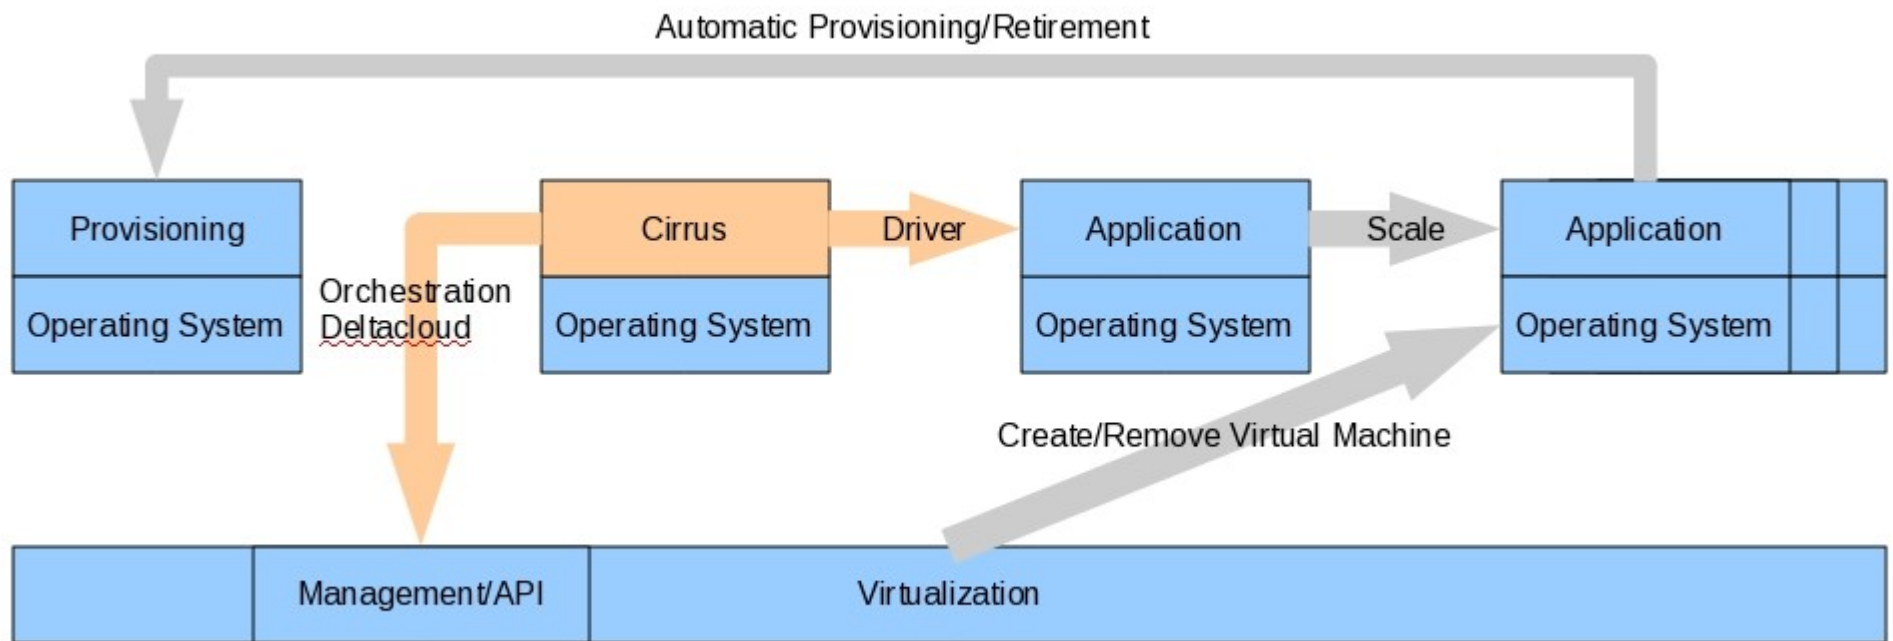 Automatic Provisioning/Retirement
Provisioning
Operating System
Orchestration
Deltacloud
Cirrus
Operating System
Driver
Application
Operating System
Scale
Application
Operating System
Create/Remove Virtual Machine
Management/API
Virtualization